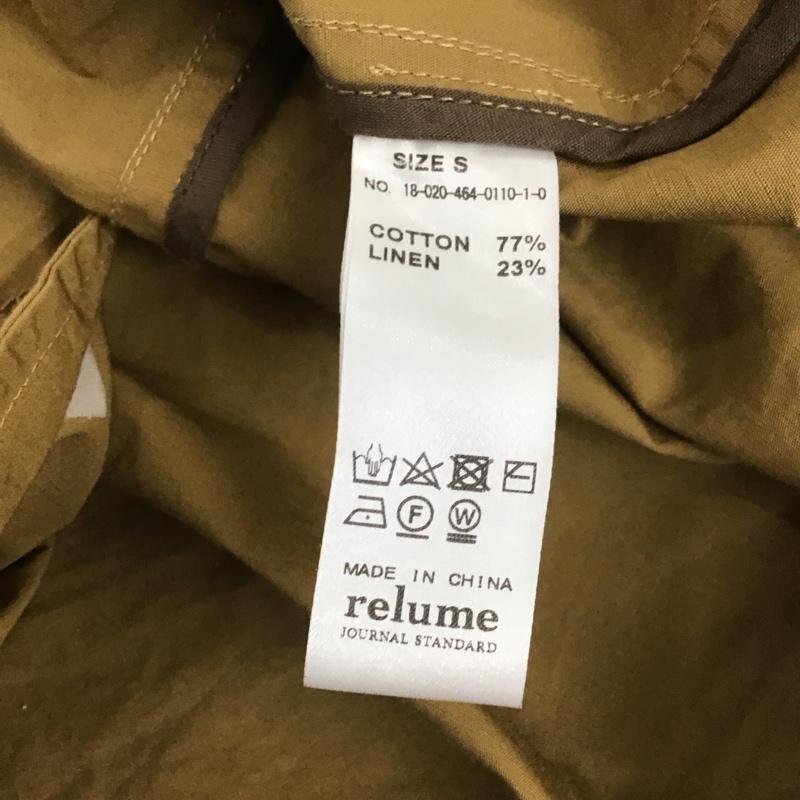 SIZE S
NO. 18-020-464-0110-1-0
COTTON 77%
LINEN 23%
F W
MADE IN CHINA
relume
JOURNAL STANDARD